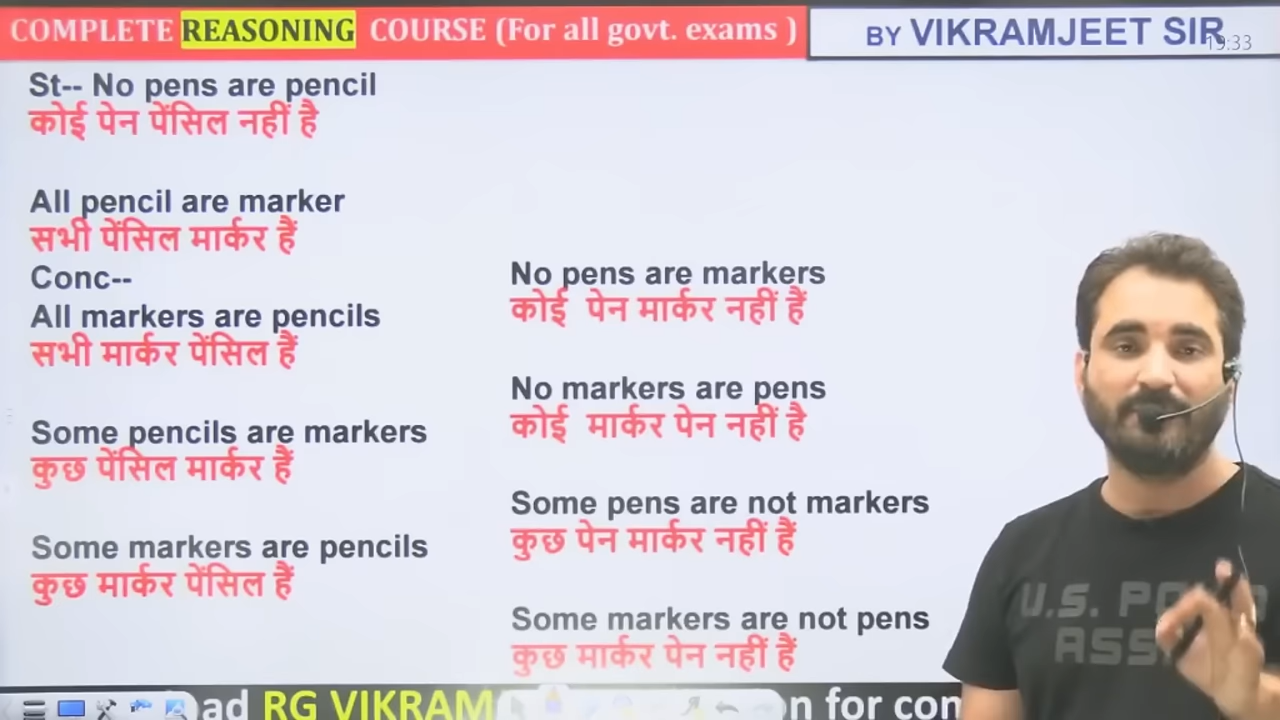 COMPLETE REASONING COURSE (For all govt. exams )
BY VIKRAMJEET SIR
19:33
St-- No pens are pencil
कोई पेन पेंसिल नहीं है
All pencil are marker
सभी पेंसिल मार्कर हैं
Conc--
All markers are pencils
सभी मार्कर पेंसिल हैं
Some pencils are markers
कुछ पेंसिल मार्कर हैं
Some markers are pencils
कुछ मार्कर पेंसिल हैं
No pens are markers
कोई पेन मार्कर नहीं हैं
No markers are pens
कोई मार्कर पेन नहीं है
Some pens are not markers
कुछ पेन मार्कर नहीं हैं
Some markers are not pens
कुछ मार्कर पेन नहीं हैं
U.S.
RG VIKRAM for